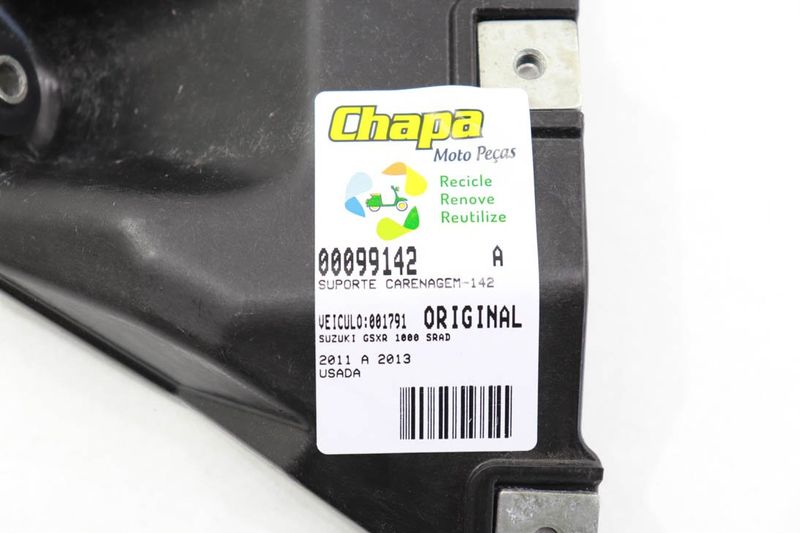 Chapa
Moto Peças
Recicle
Renove
Reutilize
00099142 A
SUPORTE CARENAGEM-142
VEICULO:001791 ORIGINAL
SUZUKI GSXR 1000 SRAD
2011 A 2013
USADA